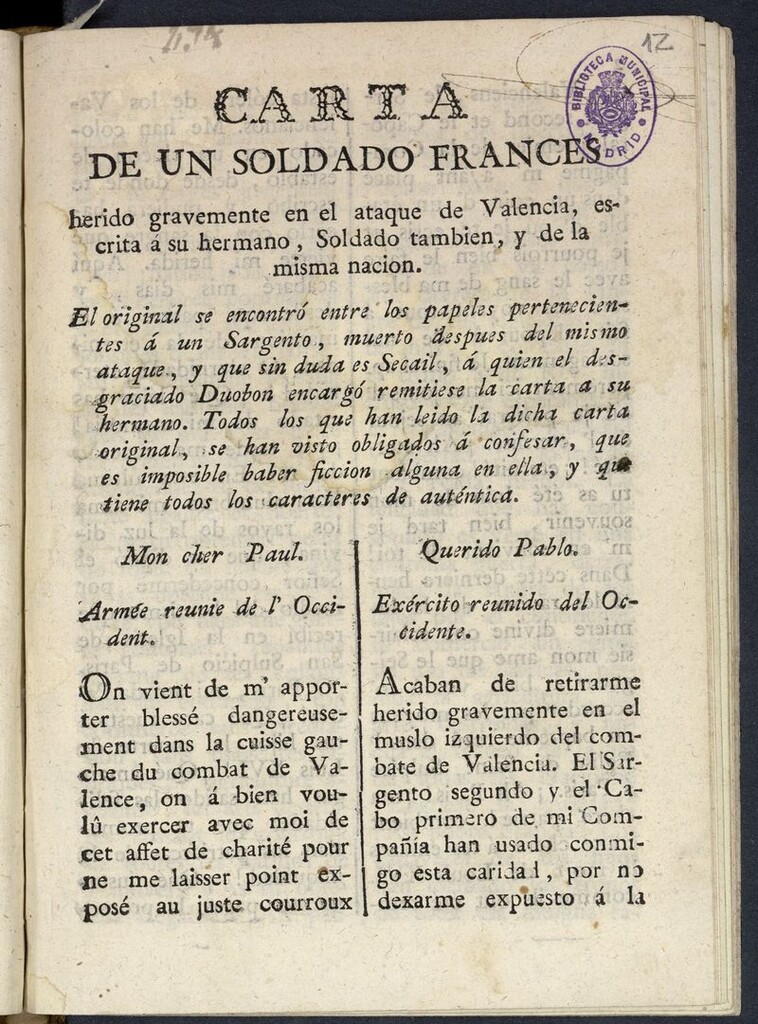 12
BIBLIOTECA MUNICIPAL
MADRID
CARTA
DE UN SOLDADO FRANCES
herido gravemente en el ataque de Valencia, es-
crita á su hermano, Soldado tambien, y de la
misma nacion.
El original se encontró entre los papeles pertenecien-
tes á un Sargento, muerto despues del mismo
ataque, y que sin duda es Secail, á quien el des-
graciado Duobon encargó remitiese la carta a su
hermano. Todos los que han leido la dicha carta
original, se han visto obligados á confesar, que
es imposible haber ficcion alguna en ella, y que
tiene todos los caracteres de auténtica.
Mon cher Paul.
Armée reunie de l' Occi-
dent.
On vient de m' appor-
ter blessé dangereuse-
ment dans la cuisse gau-
che du combat de Va-
lence, on á bien vou-
lû exercer avec moi de
cet affet de charité pour
ne me laisser point ex-
posé au juste courroux
Querido Pablo.
Exército reunido del Oc-
cidente.
Acaban de retirarme
herido gravemente en el
muslo izquierdo del com-
bate de Valencia. El Sar-
gento segundo y el Ca-
bo primero de mi Com-
pañía han usado conmi-
go esta caridad, por no
dexarme expuesto á la